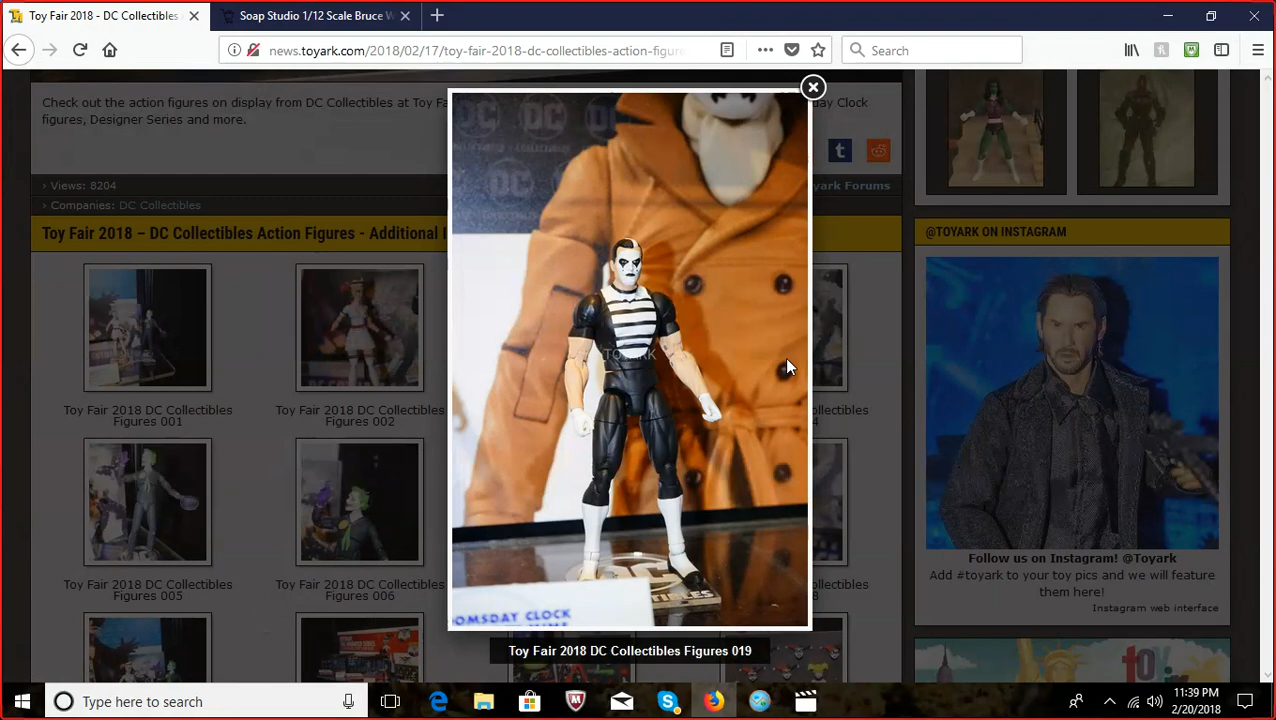 Toy Fair 2018 - DC Collectibles
Soap Studio 1/12 Scale Bruce W
news.toyark.com/2018/02/17/toy-fair-2018-dc-collectibles-action-figure
Search
Check out the action figures on display from DC Collectibles at Toy Fa
day Clock
figures, Designer Series and more.
› Views: 8204
yark Forums
› Companies: DC Collectibles
Toy Fair 2018 – DC Collectibles Action Figures - Additional I
@TOYARK ON INSTAGRAM
DC
DC
TOYARK
OMSDAY CLOCK
Toy Fair 2018 DC Collectibles
Figures 001
Toy Fair 2018 DC Collectibles
Figures 002
ollectibles
4
Toy Fair 2018 DC Collectibles
Figures 005
Toy Fair 2018 DC Collectibles
Figures 006
ollectibles
8
Follow us on Instagram! @Toyark
Add #toyark to your toy pics and we will feature
them here!
Instagram web interface
Toy Fair 2018 DC Collectibles Figures 019
Type here to search
11:39 PM
2/20/2018